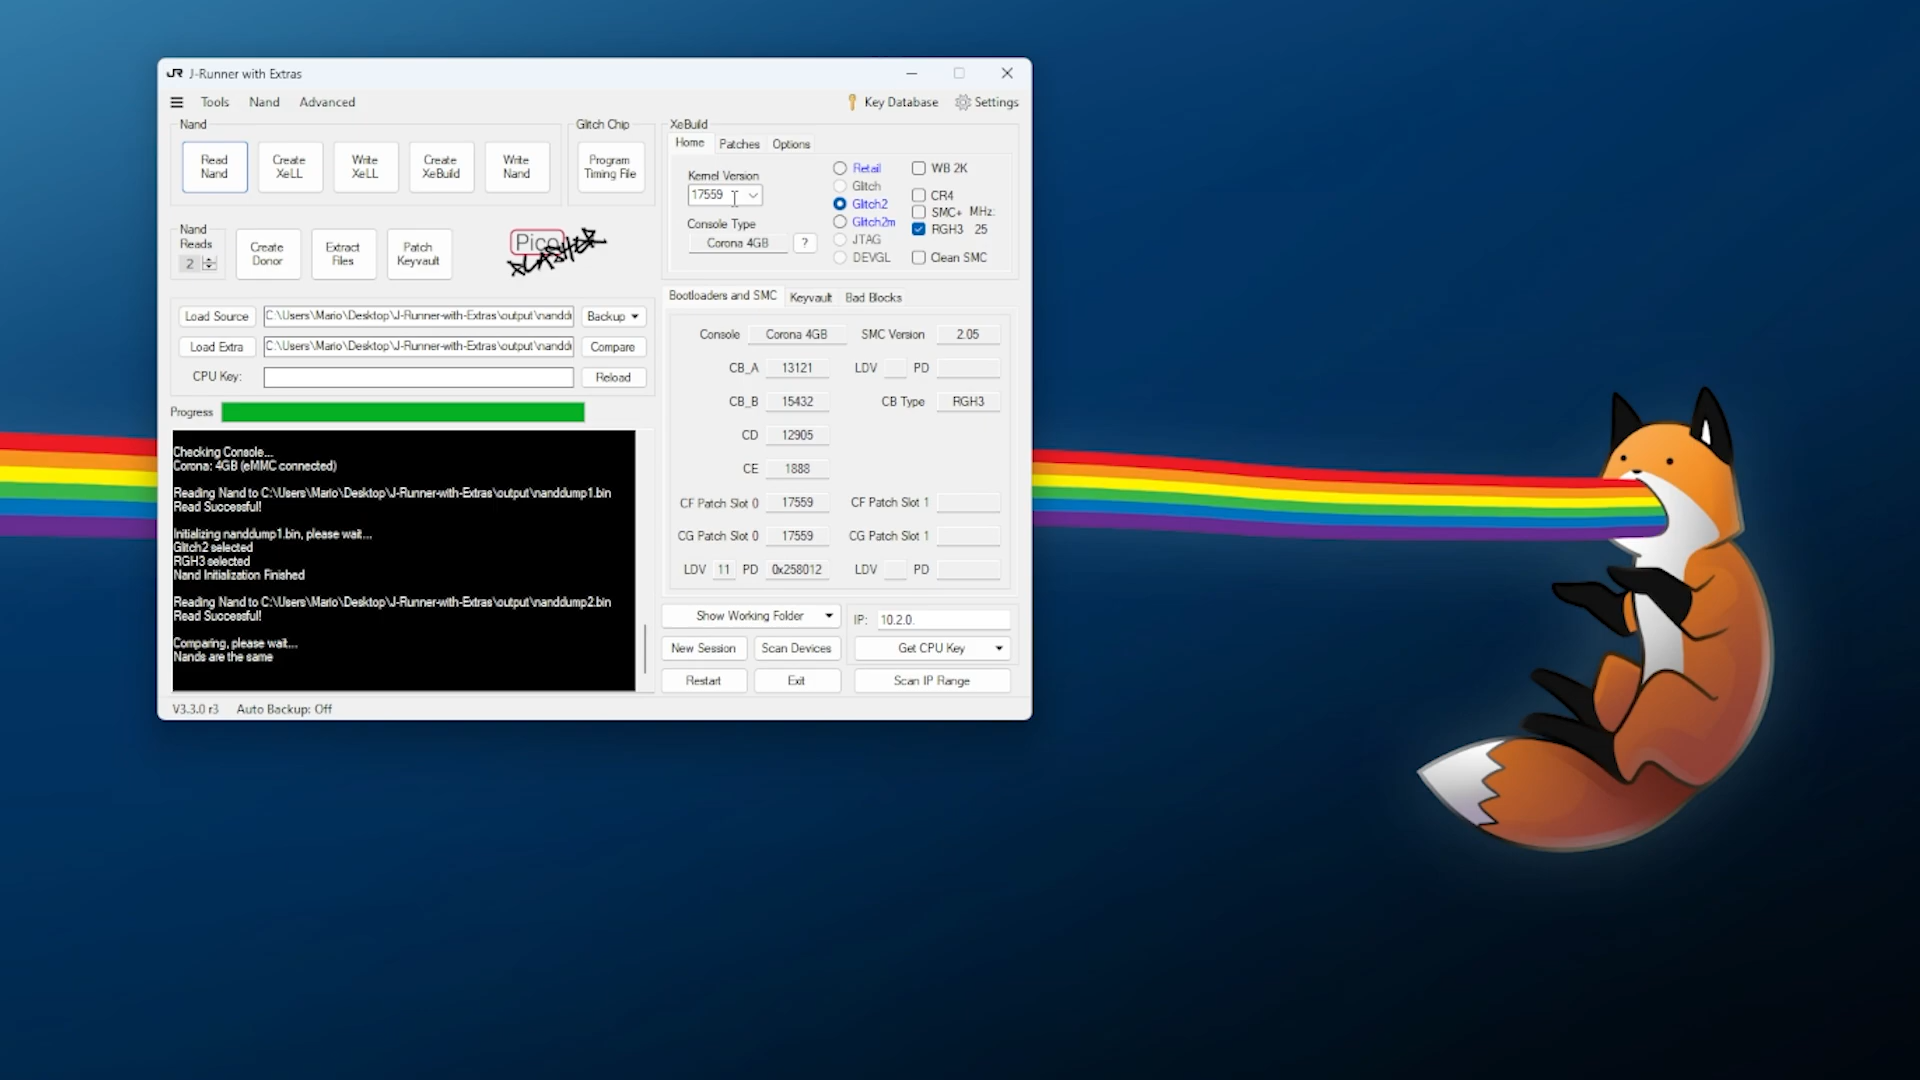 JR J-Runner with Extras
Tools Nand Advanced Key Database Settings
Nand
Read Nand
Create XeLL
Write XeLL
Create XeBuild
Write Nand
Glitch Chip
Program Timing File
Nand Reads
2
Create Donor
Extract Files
Patch Keyvault
Pico FLASHER
Load Source C:\Users\Mario\Desktop\J-Runner-with-Extras\output\nandd Backup
Load Extra C:\Users\Mario\Desktop\J-Runner-with-Extras\output\nandd Compare
CPU Key: Reload
Progress
Checking Console...
Corona: 4GB (eMMC connected)
Reading Nand to C:\Users\Mario\Desktop\J-Runner-with-Extras\output\nanddump1.bin
Read Successful!
Initializing nanddump1.bin, please wait...
Glitch2 selected
RGH3 selected
Nand Initialization Finished
Reading Nand to C:\Users\Mario\Desktop\J-Runner-with-Extras\output\nanddump2.bin
Read Successful!
Comparing, please wait...
Nands are the same
XeBuild
Home Patches Options
Kernel Version
17559
Console Type
Corona 4GB ?
Retail
Glitch
Glitch2
Glitch2m
JTAG
DEVGL
WB 2K
CR4
SMC+ MHz:
RGH3 25
Clean SMC
Bootloaders and SMC Keyvault Bad Blocks
Console Corona 4GB SMC Version 2.05
CB_A 13121 LDV PD
CB_B 15432 CB Type RGH3
CD 12905
CE 1888
CF Patch Slot 0 17559 CF Patch Slot 1
CG Patch Slot 0 17559 CG Patch Slot 1
LDV 11 PD 0x258012 LDV PD
Show Working Folder IP: 10.2.0.
New Session Scan Devices Get CPU Key
Restart Exit Scan IP Range
V3.3.0 r3 Auto Backup: Off